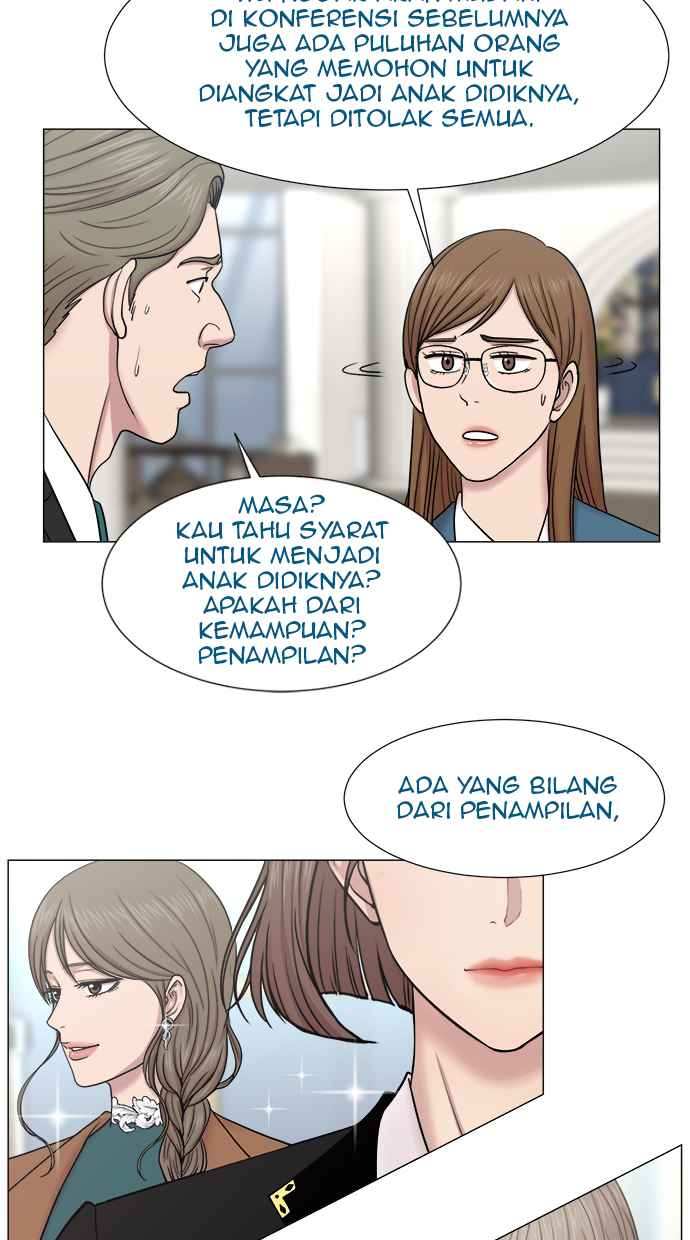 DI KONFERENSI SEBELUMNYA
JUGA ADA PULUHAN ORANG
YANG MEMOHON UNTUK
DIANGKAT JADI ANAK DIDIKNYA,
TETAPI DITOLAK SEMUA.
MASA?
KAU TAHU SYARAT
UNTUK MENJADI
ANAK DIDIKNYA?
APAKAH DARI
KEMAMPUAN?
PENAMPILAN?
ADA YANG BILANG
DARI PENAMPILAN,